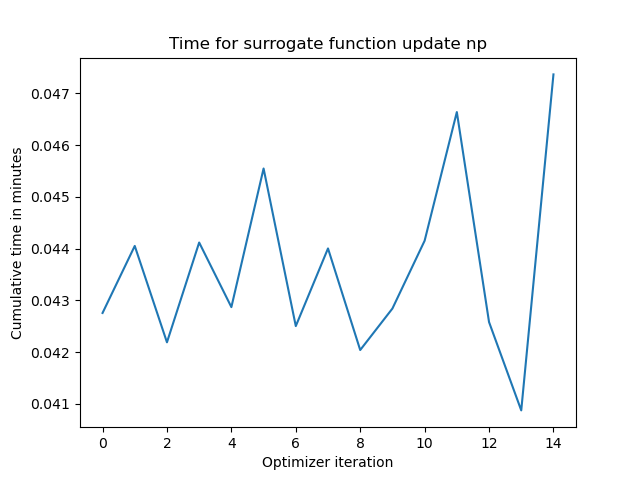 Time for surrogate function update np
0.047
0.046
0.045
0.044
0.043
0.042
0.041
Cumulative time in minutes
0 2 4 6 8 10 12 14
Optimizer iteration